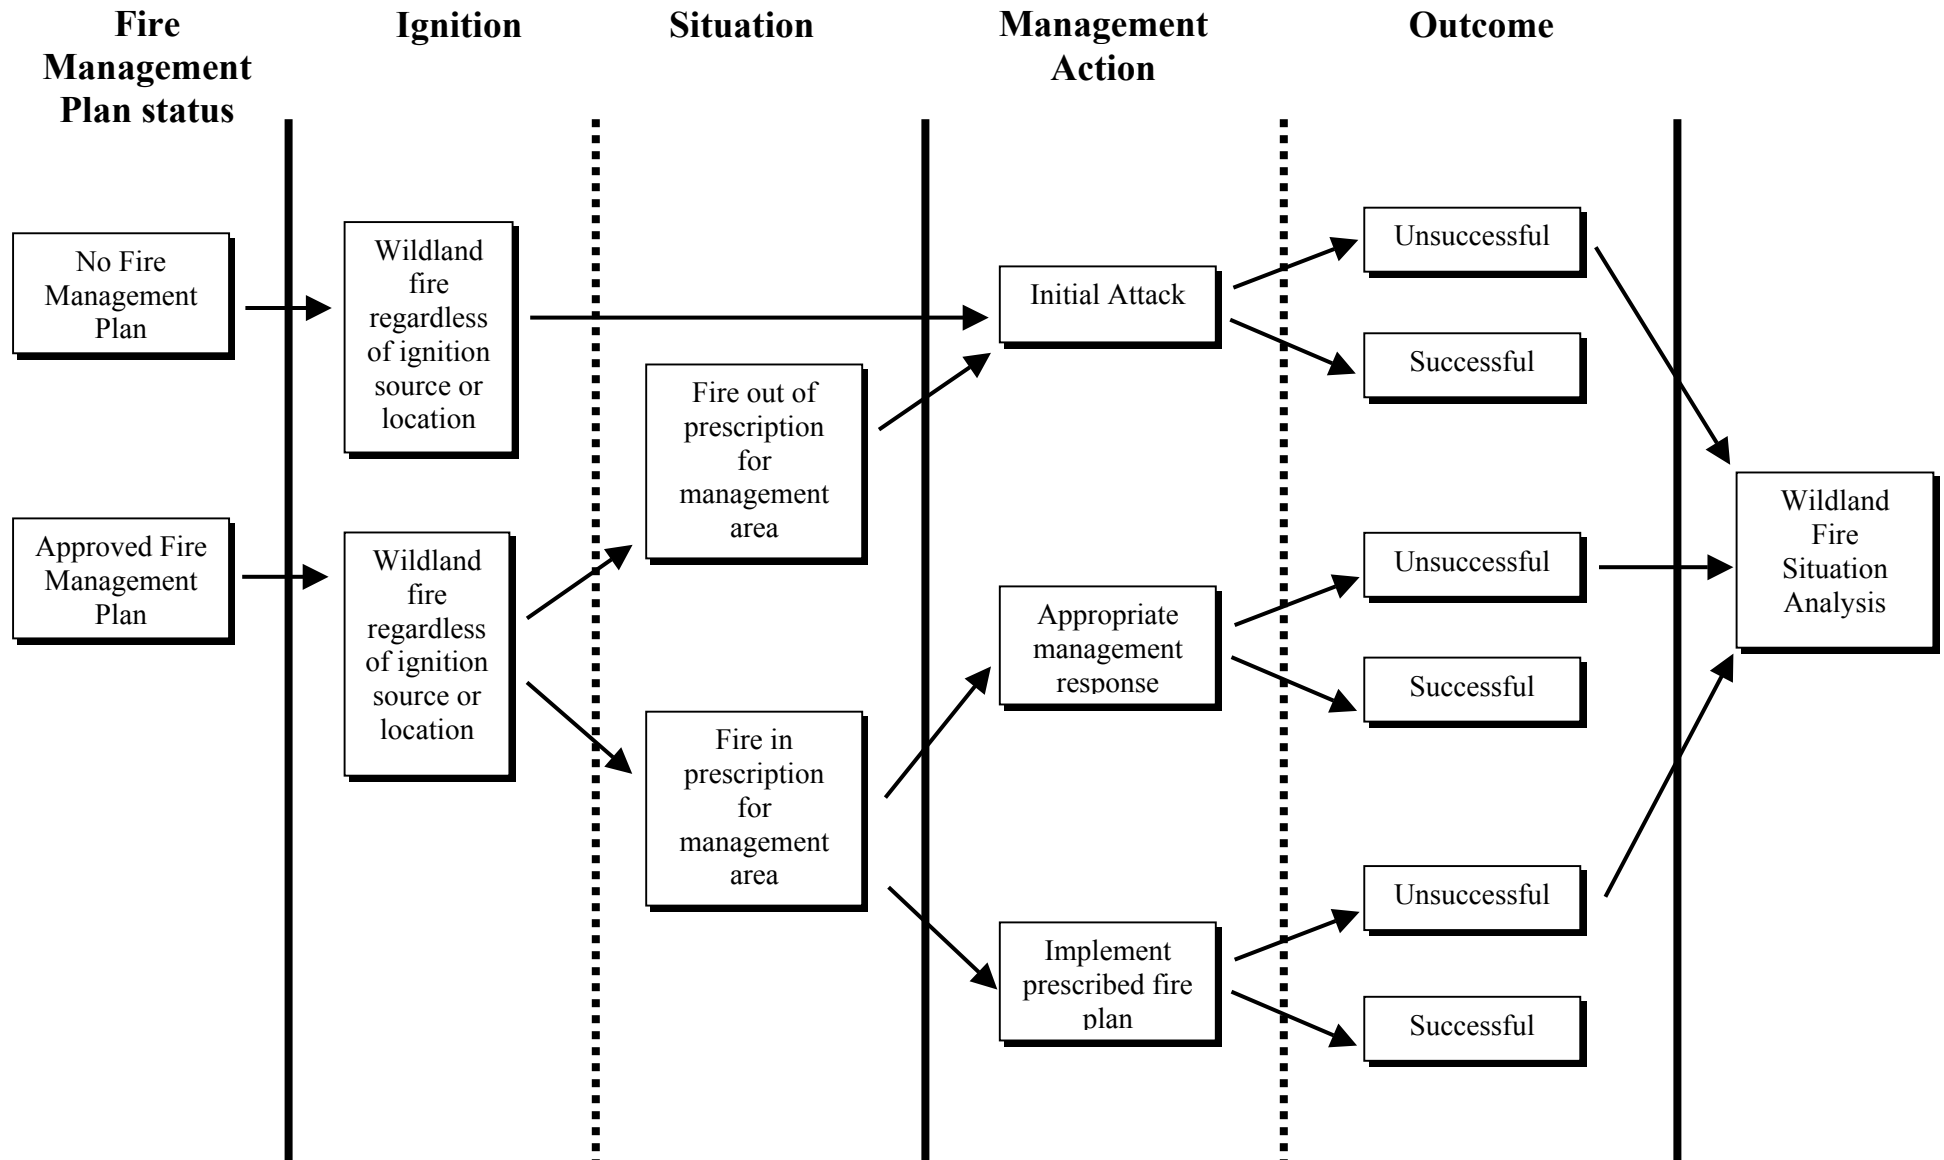 Fire
Management
Plan status
Ignition
Situation
Management
Action
Outcome
No Fire
Management
Plan
Approved Fire
Management
Plan
Wildland
fire
regardless
of ignition
source or
location
Wildland
fire
regardless
of ignition
source or
location
Fire out of
prescription
for
management
area
Fire in
prescription
for
management
area
Initial Attack
Appropriate
management
response
Implement
prescribed fire
plan
Unsuccessful
Successful
Unsuccessful
Successful
Unsuccessful
Successful
Wildland
Fire
Situation
Analysis